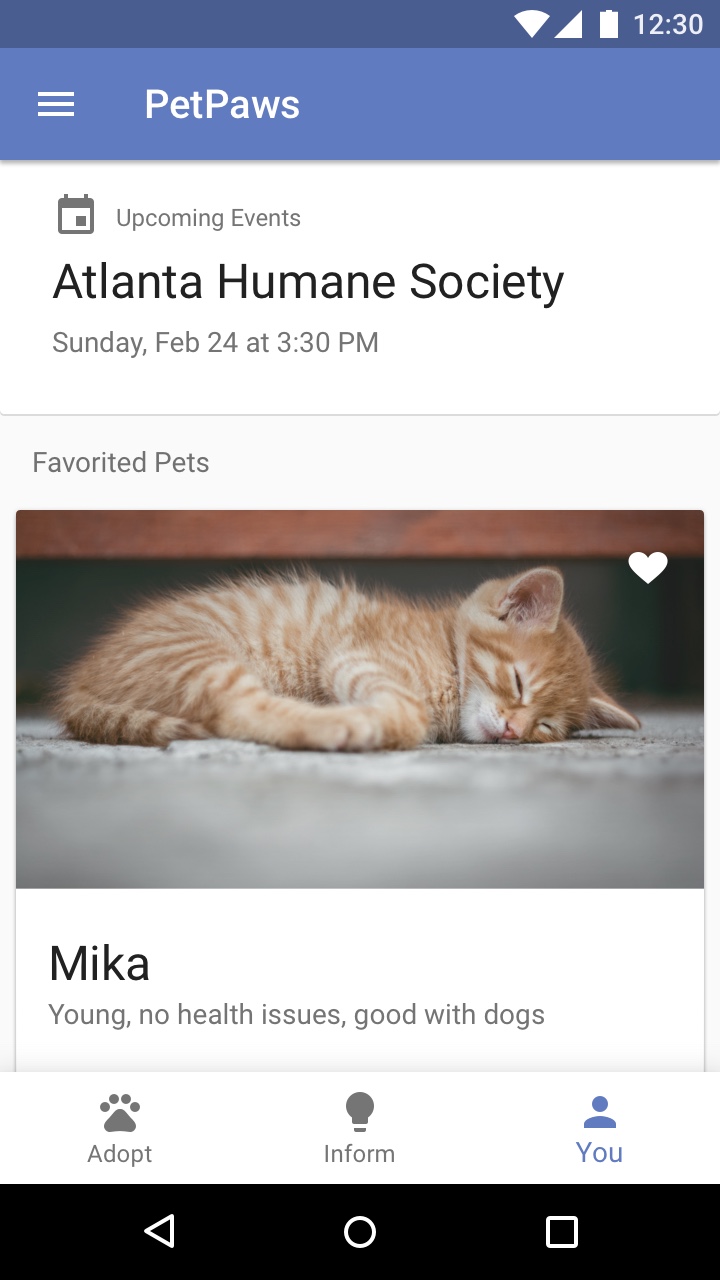 12:30
PetPaws
Upcoming Events
Atlanta Humane Society
Sunday, Feb 24 at 3:30 PM
Favorited Pets
Mika
Young, no health issues, good with dogs
Adopt
Inform
You